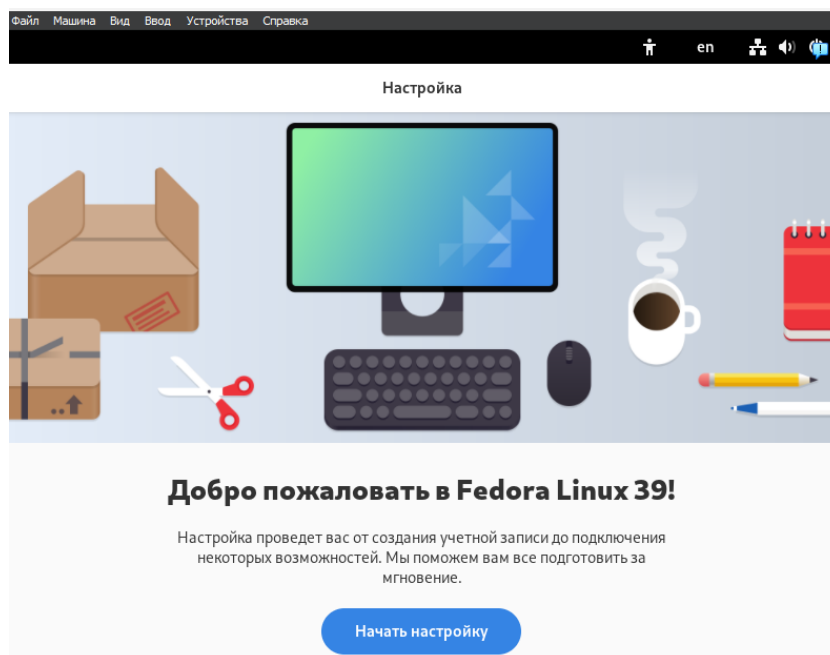 Файл Машина Вид Ввод Устройства Справка
en
Настройка
Добро пожаловать в Fedora Linux 39!
Настройка проведет вас от создания учетной записи до подключения
некоторых возможностей. Мы поможем вам все подготовить за
мгновение.
Начать настройку